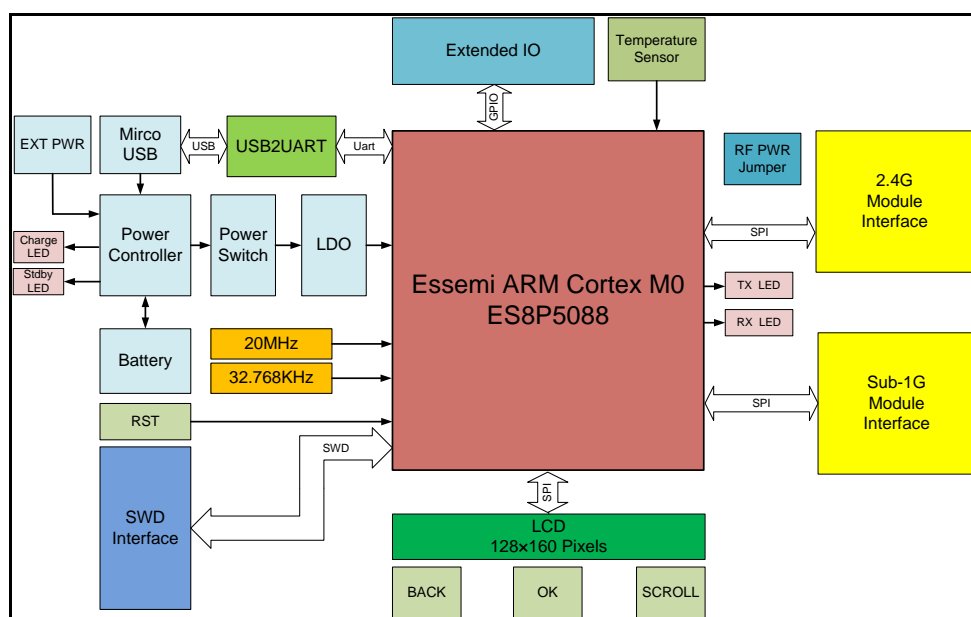 Extended IO
Temperature
Sensor
GPIO
EXT PWR
Mirco
USB
USB
USB2UART
Uart
RF PWR
Jumper
2.4G
Module
Interface
Charge
LED
Stdby
LED
Power
Controller
Power
Switch
LDO
Essemi ARM Cortex M0
ES8P5088
SPI
TX LED
RX LED
Battery
20MHz
32.768KHz
Sub-1G
Module
Interface
SPI
RST
SWD
SWD
Interface
SPI
LCD
128×160 Pixels
BACK
OK
SCROLL